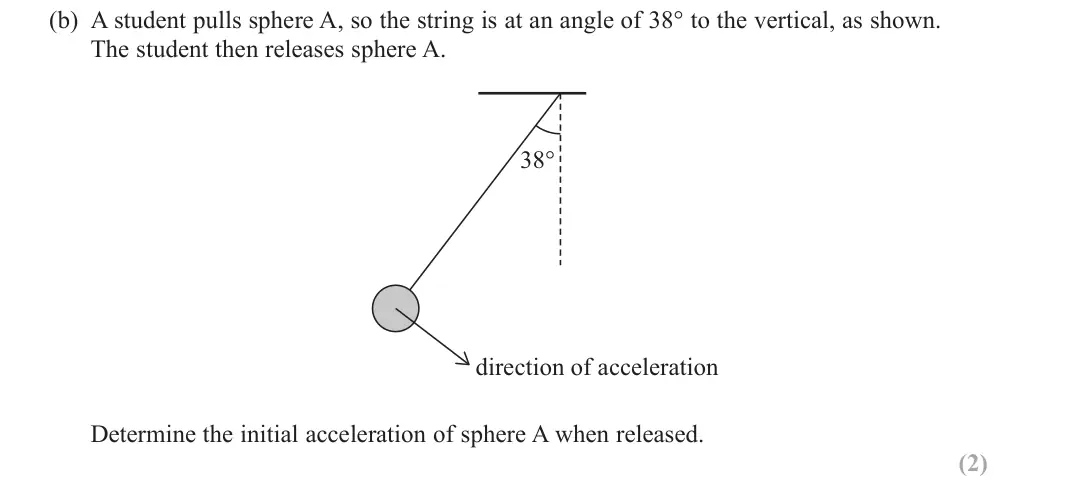 (b) A student pulls sphere A, so the string is at an angle of 38° to the vertical, as shown.
The student then releases sphere A.
38°
direction of acceleration
Determine the initial acceleration of sphere A when released.
(2)